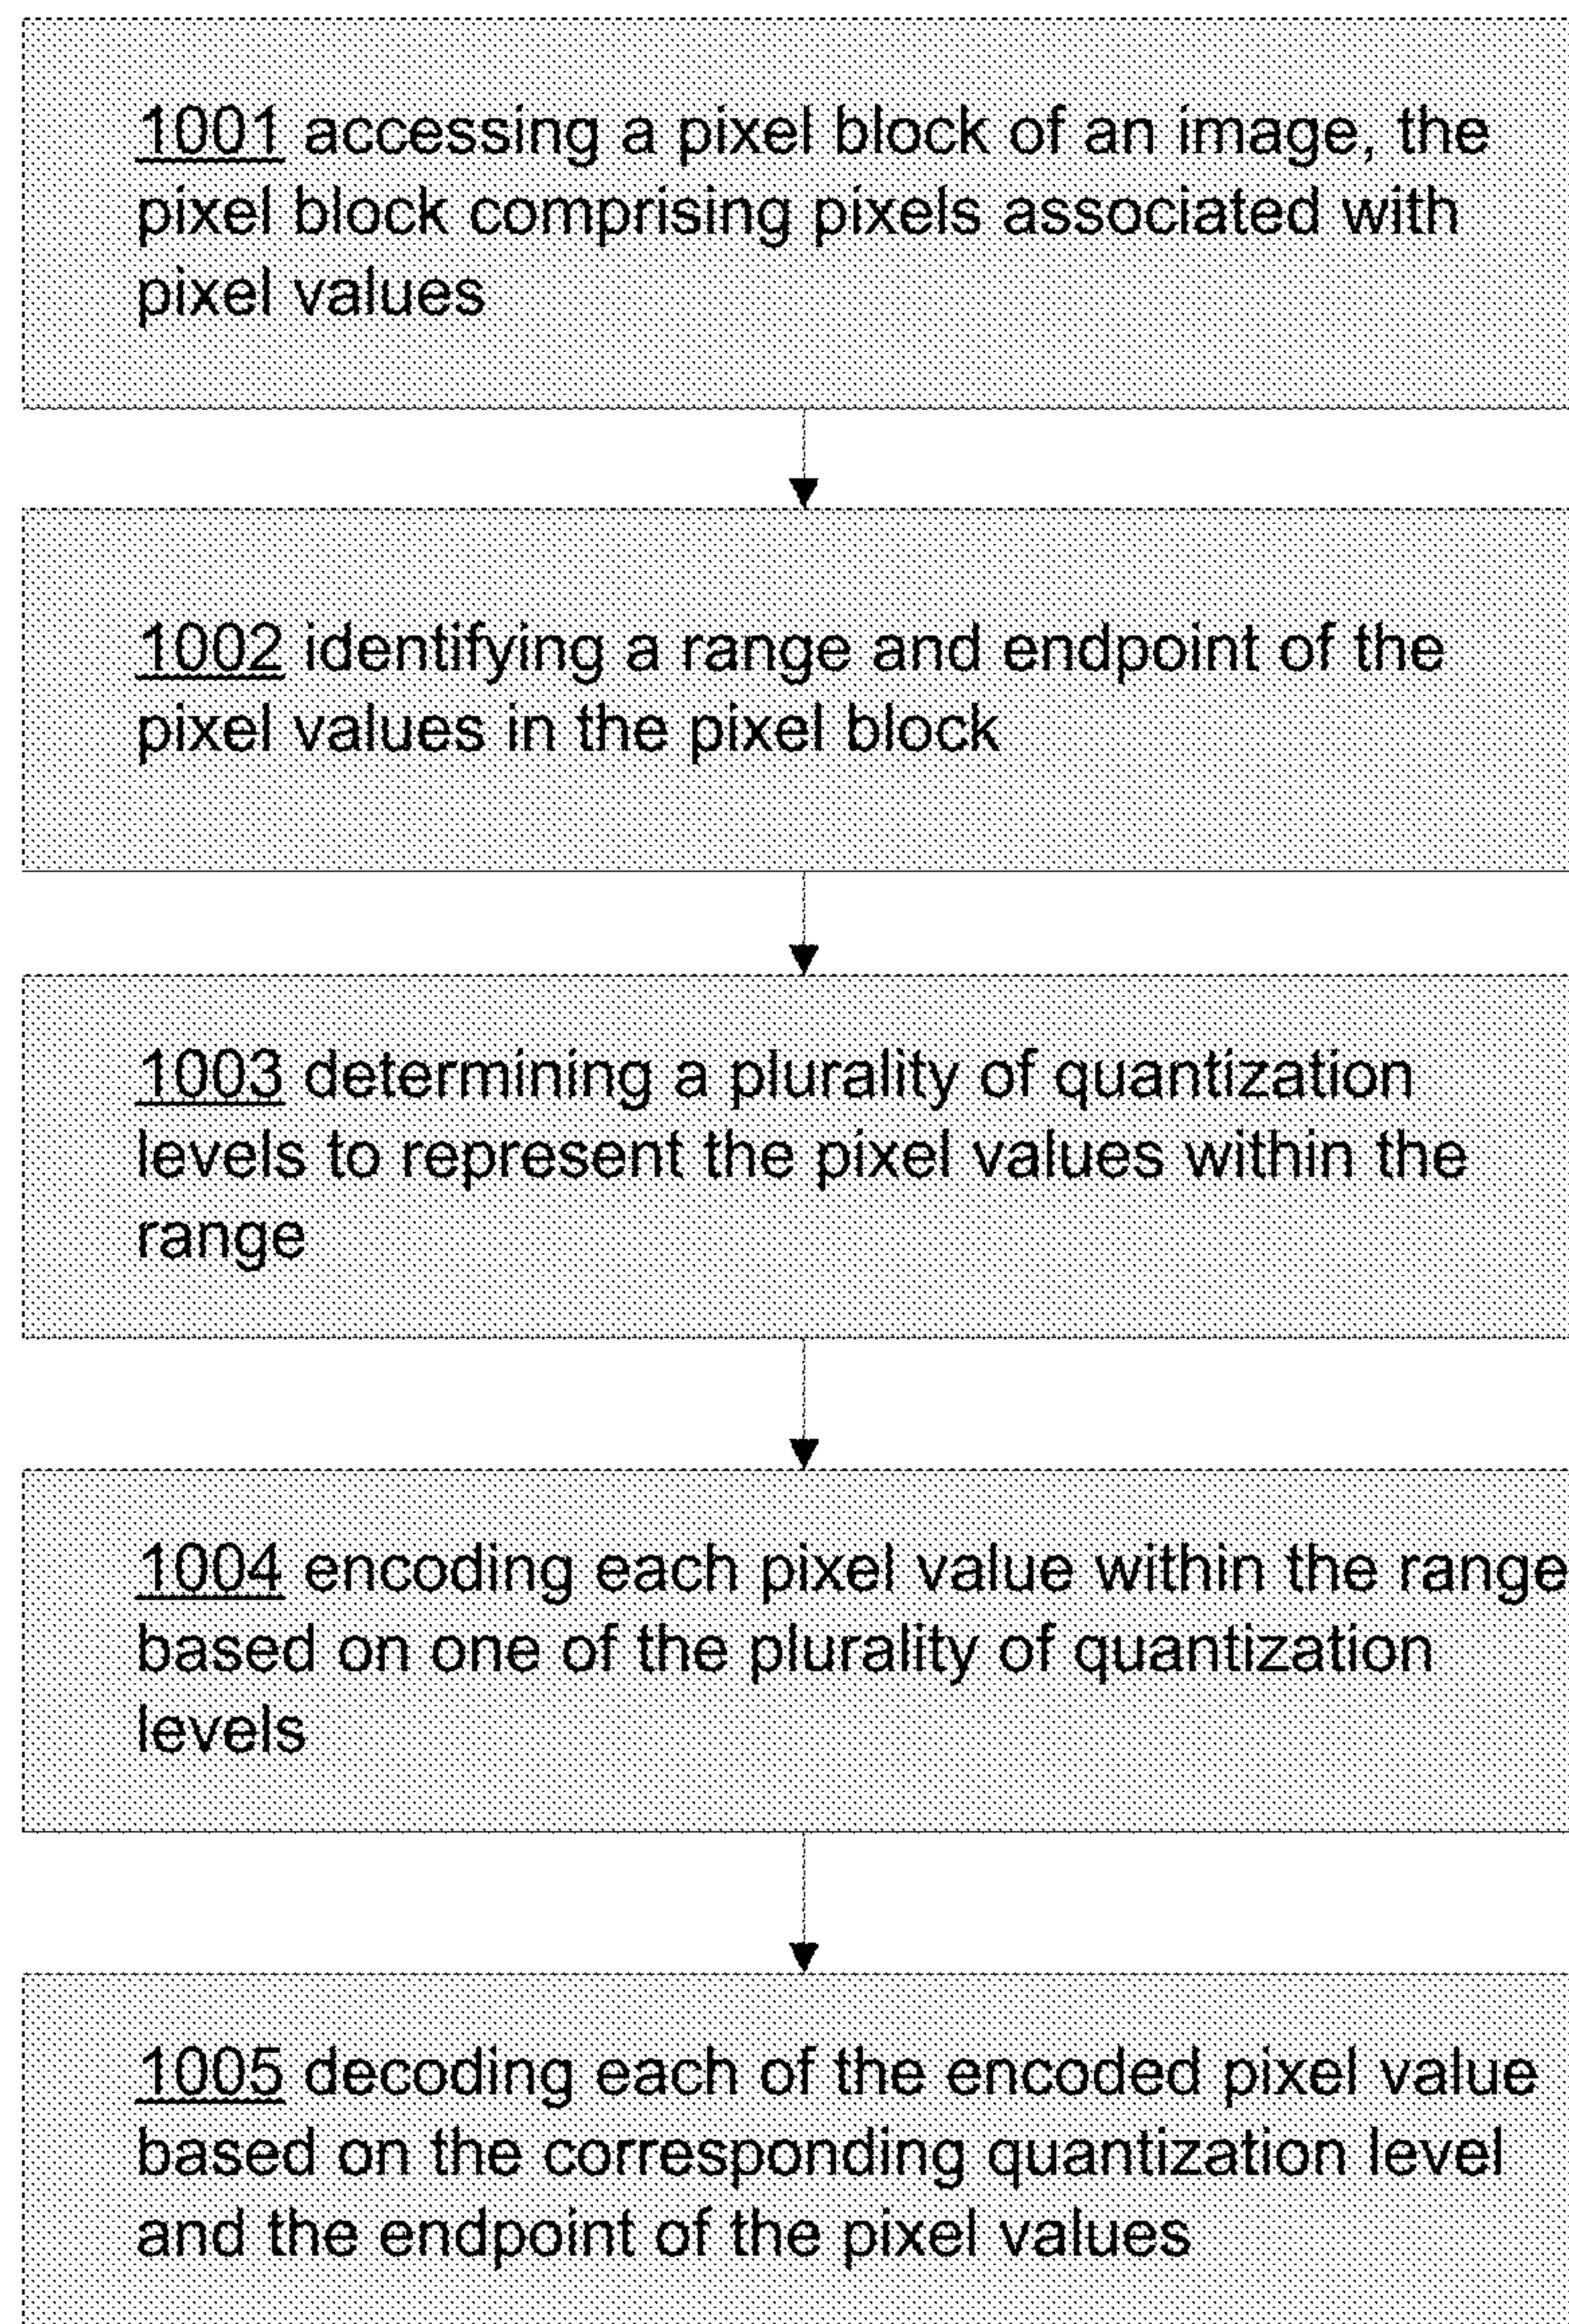 1001 accessing a pixel block of an image, the
pixel block comprising pixels associated with
pixel values
1002 identifying a range and endpoint of the
pixel values in the pixel block
1003 determining a plurality of quantization
levels to represent the pixel values within the
range
1004 encoding each pixel value within the range
based on one of the plurality of quantization
levels
1005 decoding each of the encoded pixel value
based on the corresponding quantization level
and the endpoint of the pixel values